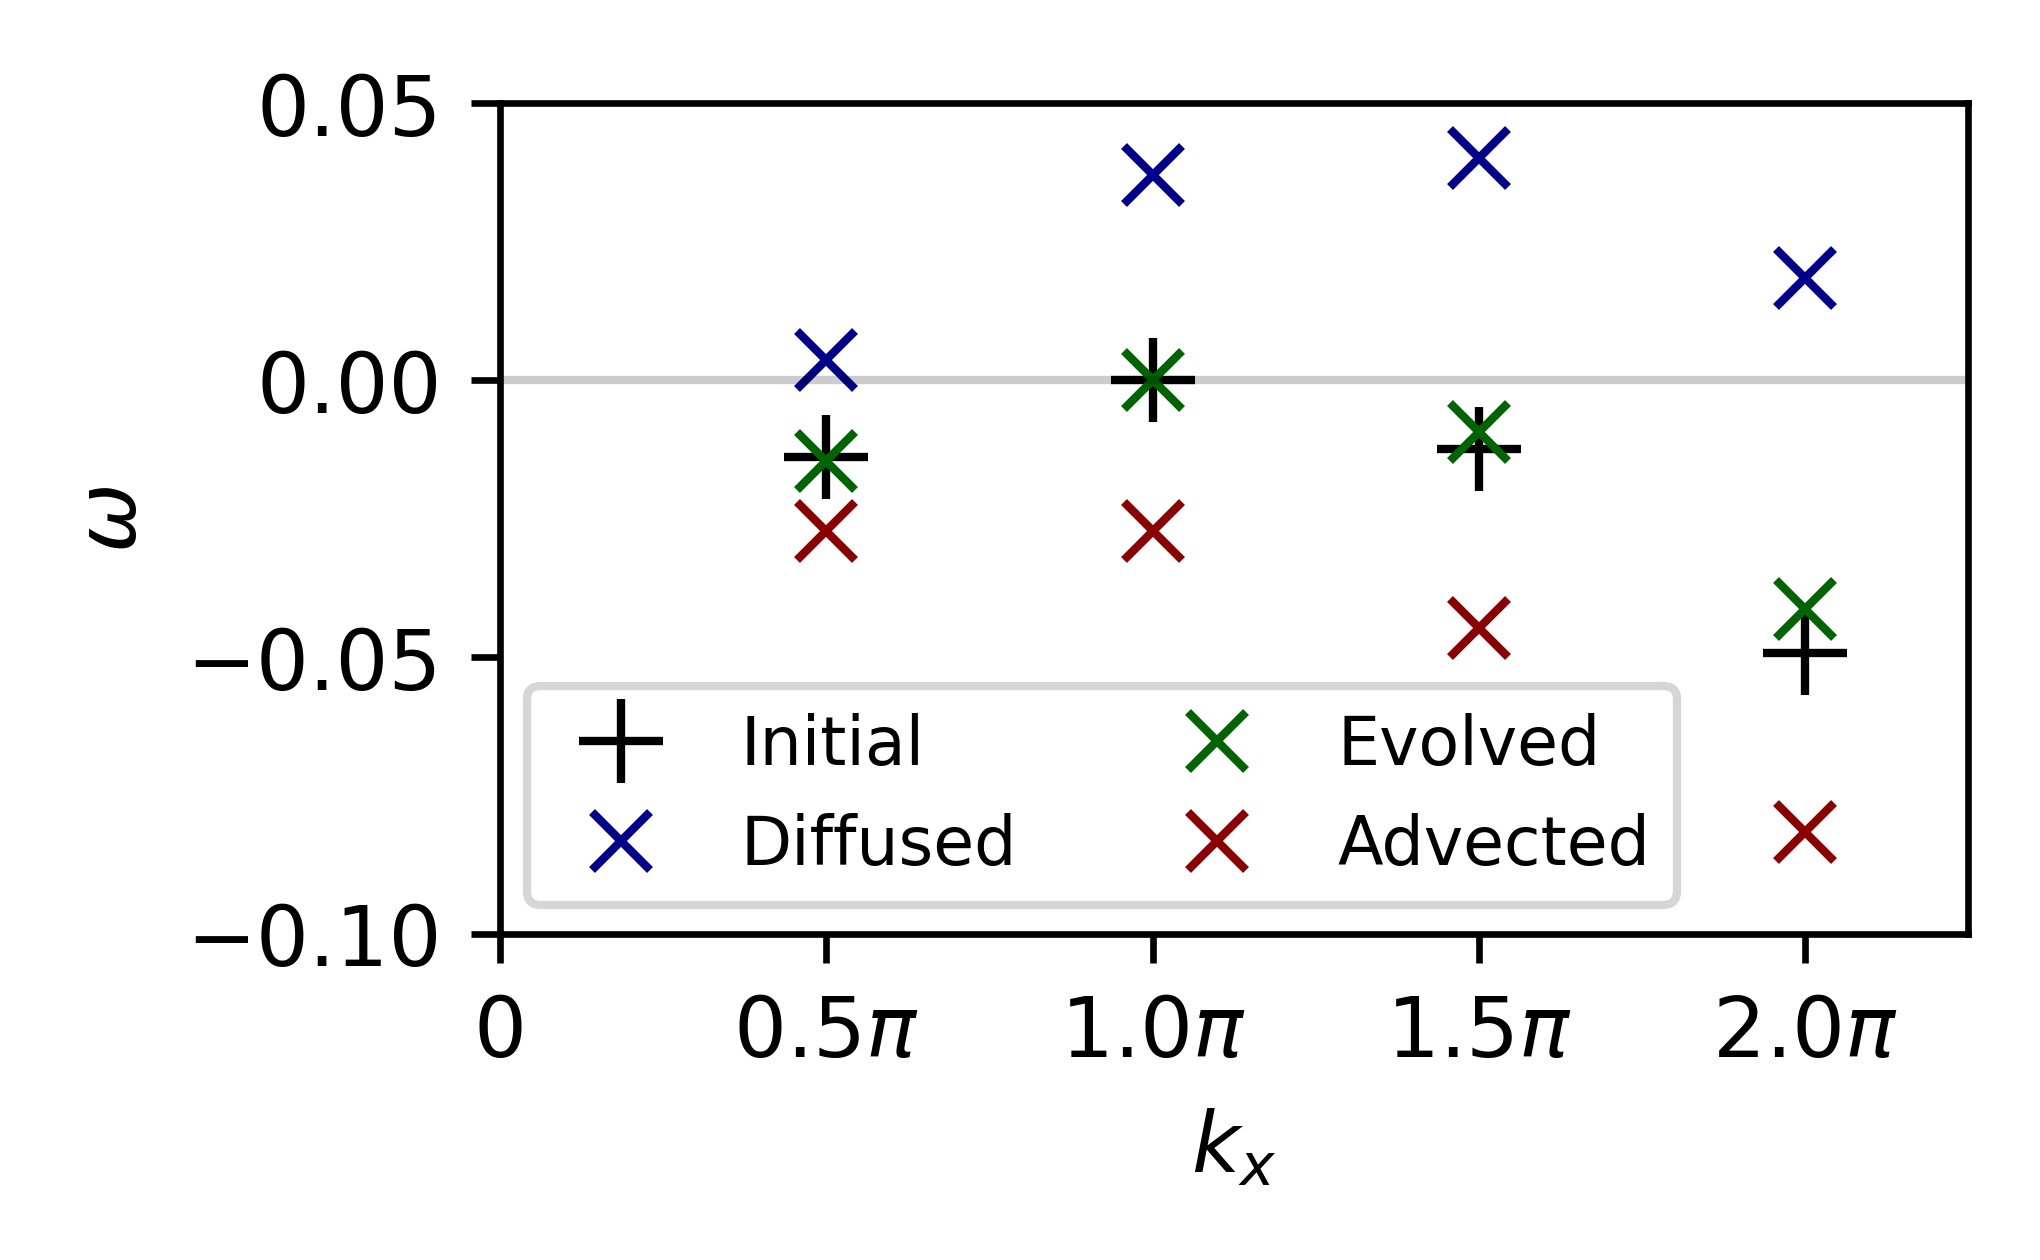 0.05
0.00
−0.05
−0.10
ω
Initial
Diffused
Evolved
Advected
0 0.5π 1.0π 1.5π 2.0π
kₓ